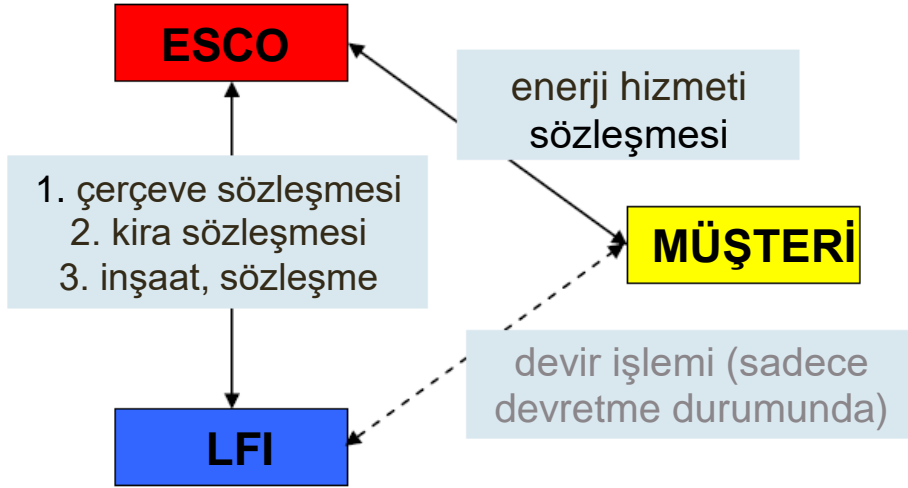 ESCO
enerji hizmeti
sözleşmesi
1. çerçeve sözleşmesi
2. kira sözleşmesi
3. inşaat, sözleşme
MÜŞTERİ
devir işlemi (sadece
devretme durumunda)
LFI